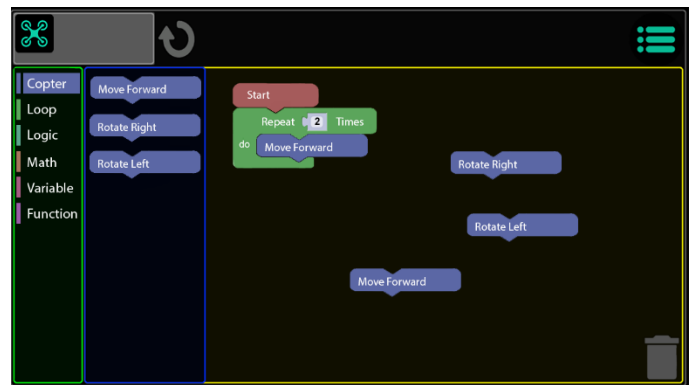 Copter
Loop
Logic
Math
Variable
Function
Move Forward
Rotate Right
Rotate Left
Start
Repeat 2 Times
do Move Forward
Rotate Right
Rotate Left
Move Forward